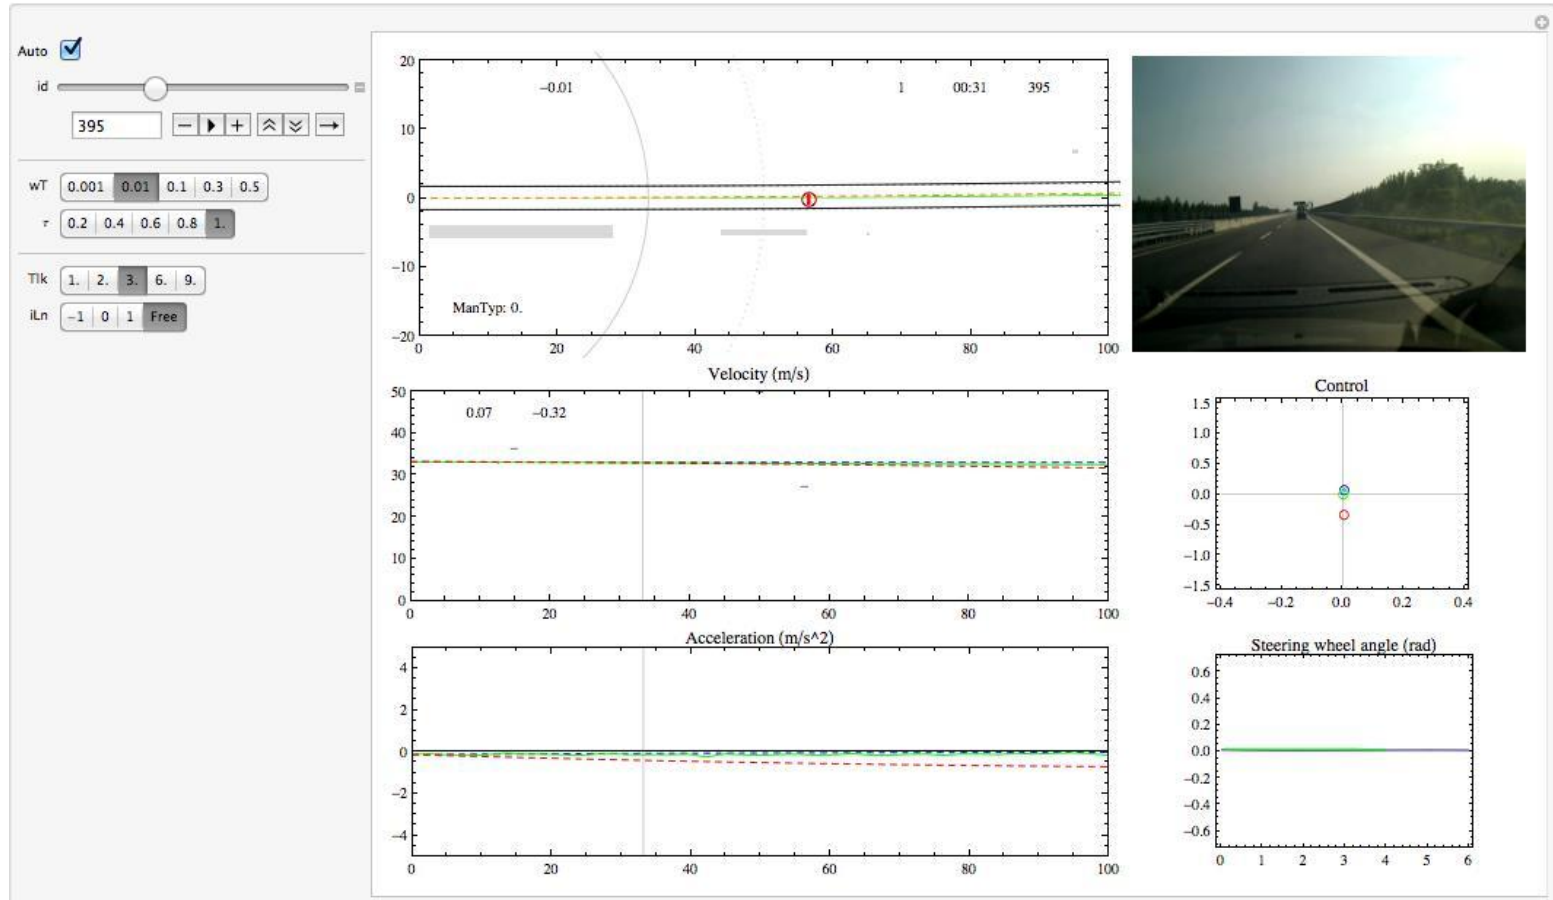 Auto
id
395
wT 0.001 0.01 0.1 0.3 0.5
τ 0.2 0.4 0.6 0.8 1.
Tlk 1. 2. 3. 6. 9.
iLn −1 0 1 Free
20
10
0
−10
−20
−0.01 1 00:31 395
ManTyp: 0.
0 20 40 60 80 100
Velocity (m/s)
50
40
30
20
10
0
0.07 −0.32
0 20 40 60 80 100
Acceleration (m/s^2)
4
2
0
−2
−4
0 20 40 60 80 100
Control
1.5
1.0
0.5
0.0
−0.5
−1.0
−1.5
−0.4 −0.2 0.0 0.2 0.4
Steering wheel angle (rad)
0.6
0.4
0.2
0.0
−0.2
−0.4
−0.6
0 1 2 3 4 5 6